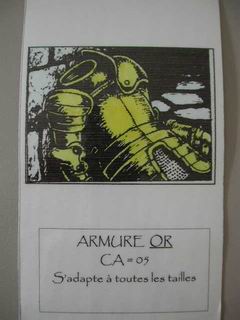 ARMURE OR
CA = 05
S'adapte à toutes les tailles